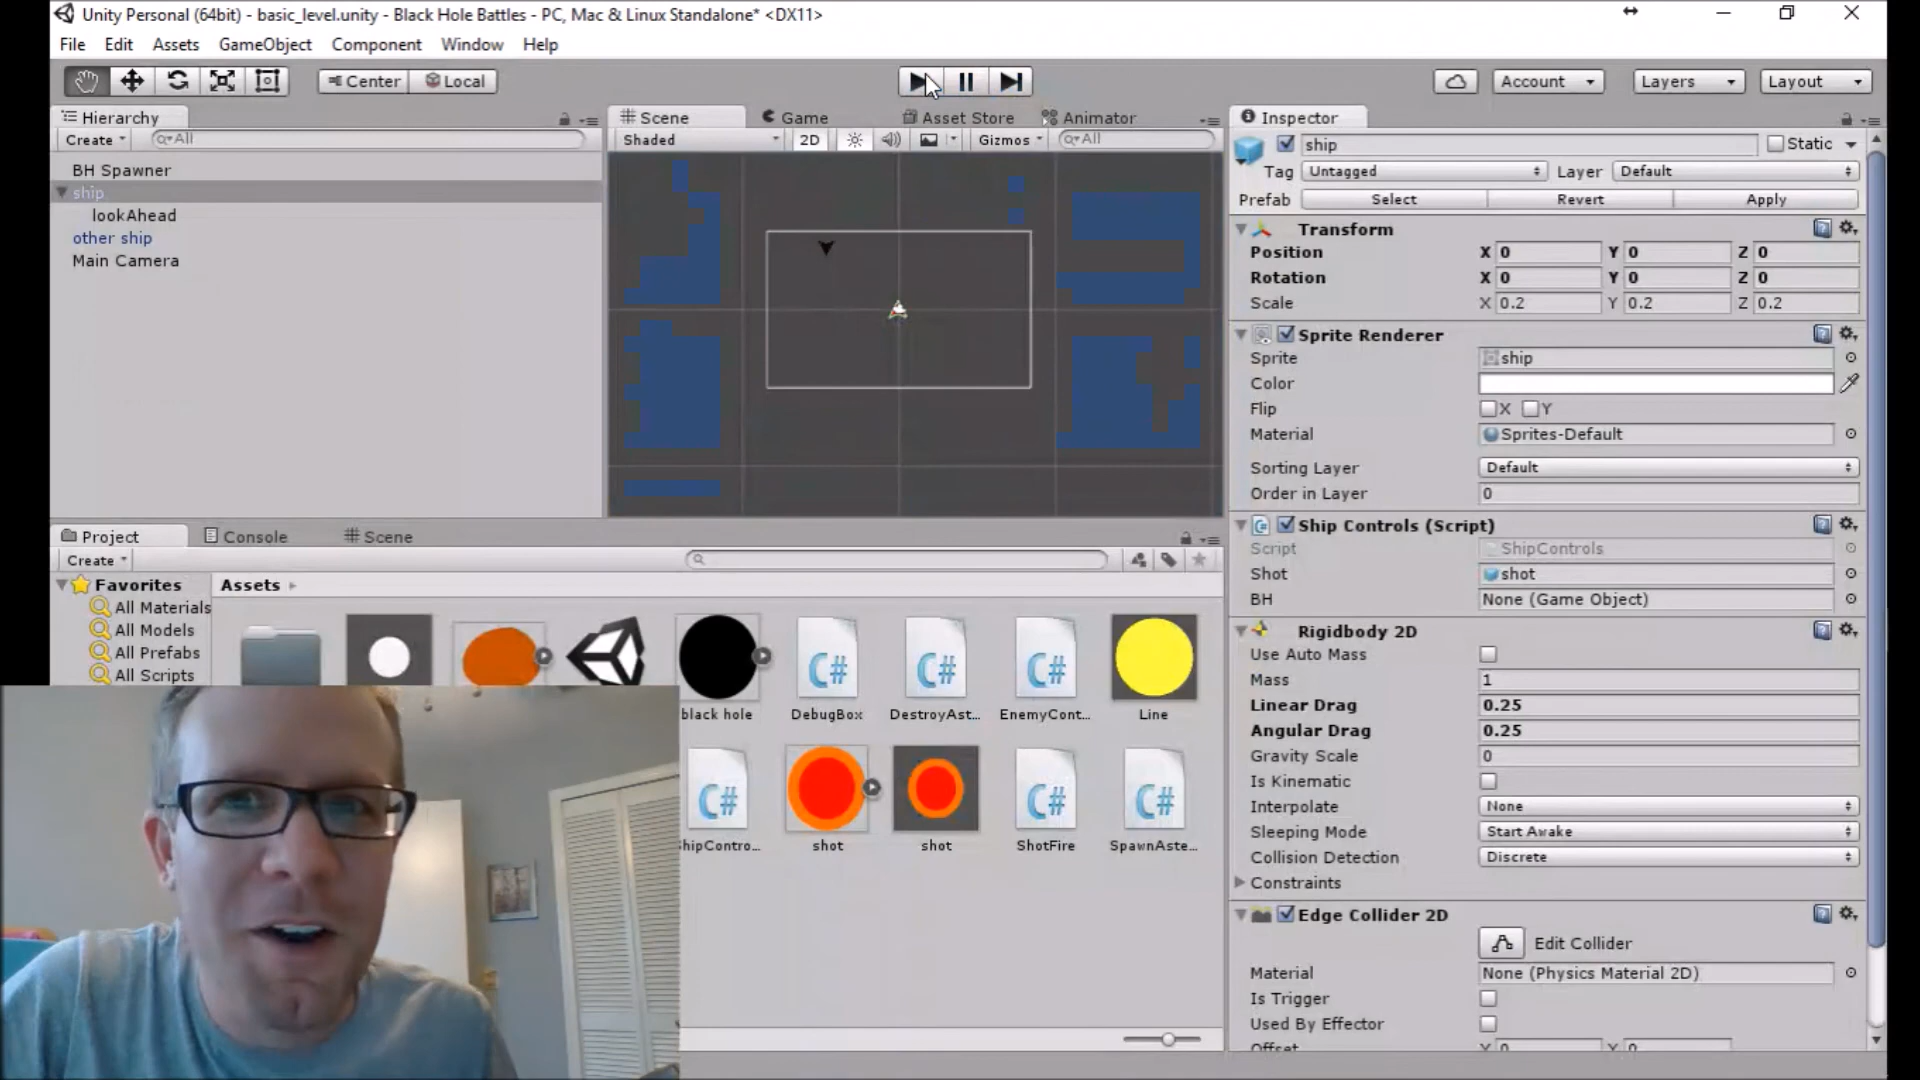 Unity Personal (64bit) - basic_level.unity - Black Hole Battles - PC, Mac & Linux Standalone* <DX11>
File Edit Assets GameObject Component Window Help
Center Local Account Layers Layout
Hierarchy
Create All
BH Spawner
ship
lookAhead
other ship
Main Camera
Scene Game Asset Store Animator
Shaded 2D Gizmos All
Project Console Scene
Create
Favorites
All Materials
All Models
All Prefabs
All Scripts
Assets
black hole DebugBox DestroyAst... EnemyCont... Line
ShipContro... shot shot ShotFire SpawnAste...
Inspector
ship Static
Tag Untagged Layer Default
Prefab Select Revert Apply
Transform
Position X 0 Y 0 Z 0
Rotation X 0 Y 0 Z 0
Scale X 0.2 Y 0.2 Z 0.2
Sprite Renderer
Sprite ship
Color
Flip X Y
Material Sprites-Default
Sorting Layer Default
Order in Layer 0
Ship Controls (Script)
Script ShipControls
Shot shot
BH None (Game Object)
Rigidbody 2D
Use Auto Mass
Mass 1
Linear Drag 0.25
Angular Drag 0.25
Gravity Scale 0
Is Kinematic
Interpolate None
Sleeping Mode Start Awake
Collision Detection Discrete
Constraints
Edge Collider 2D
Edit Collider
Material None (Physics Material 2D)
Is Trigger
Used By Effector
Offset X 0 Y 0